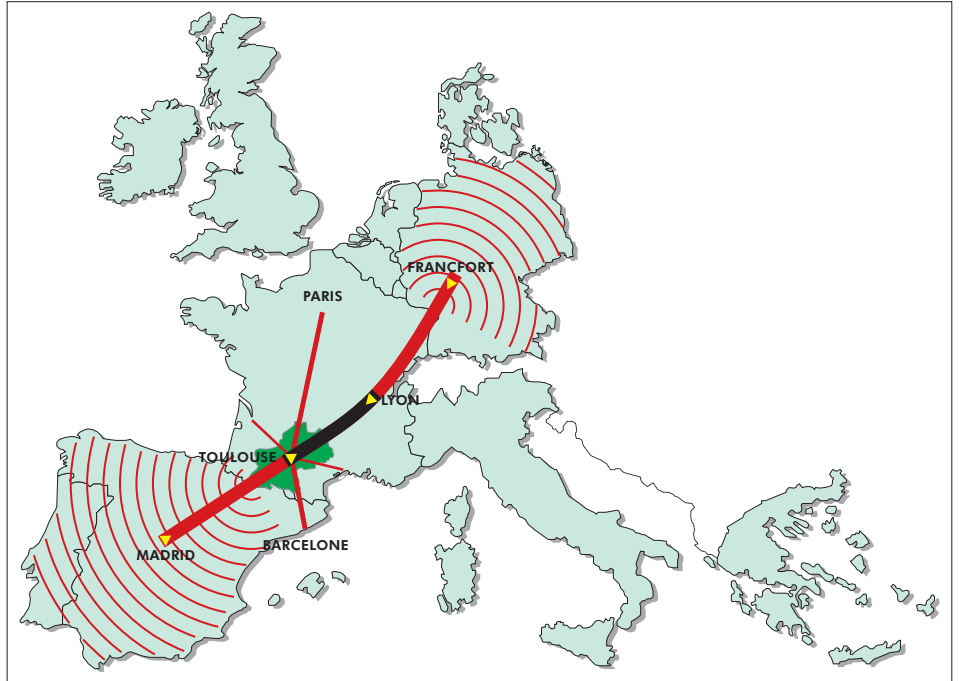 FRANCFORT
PARIS
LYON
TOULOUSE
BARCELONE
MADRID